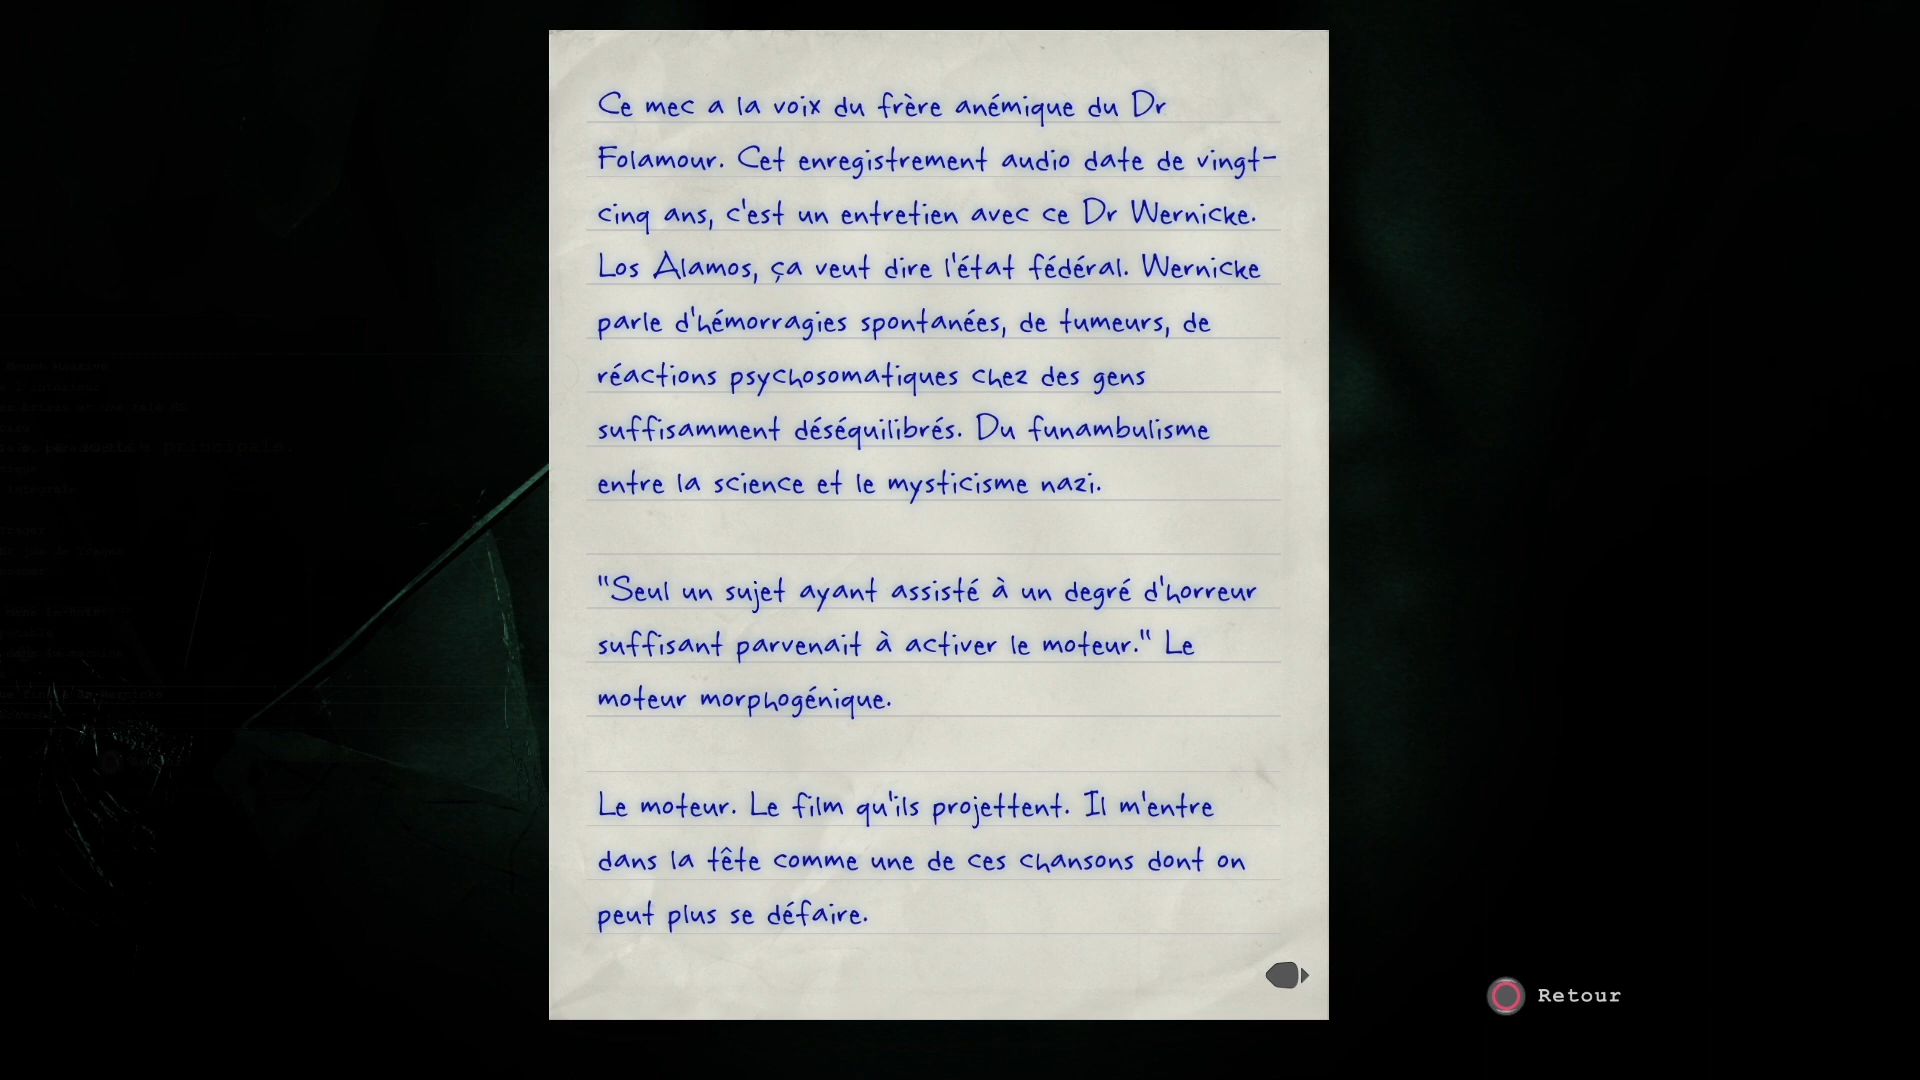 Ce mec a la voix du frère anémique du Dr
Folamour. Cet enregistrement audio date de vingt-
cinq ans, c'est un entretien avec ce Dr Wernicke.
Los Alamos, ça veut dire l'état fédéral. Wernicke
parle d'hémorragies spontanées, de tumeurs, de
réactions psychosomatiques chez des gens
suffisamment déséquilibrés. Du funambulisme
entre la science et le mysticisme nazi.
"Seul un sujet ayant assisté à un degré d'horreur
suffisant parvenait à activer le moteur." Le
moteur morphogénique.
Le moteur. Le film qu'ils projettent. Il m'entre
dans la tête comme une de ces chansons dont on
peut plus se défaire.
Retour